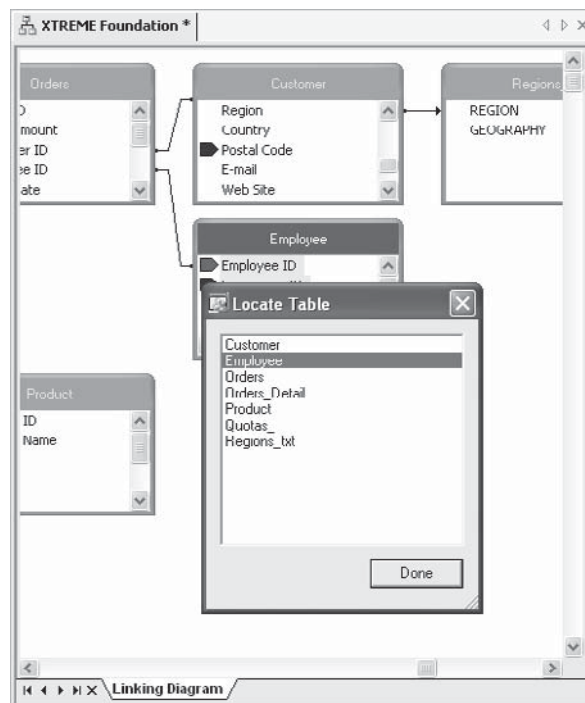 XTREME Foundation *
Orders
Customer
Regions_
D
mount
er ID
ee ID
ate
Region
Country
Postal Code
E-mail
Web Site
REGION
GEOGRAPHY
Employee
Employee ID
Locate Table
Customer
Employee
Orders
Orders_Detail
Product
Quotas_
Regions_txt
Product
ID
Name
Done
Linking Diagram